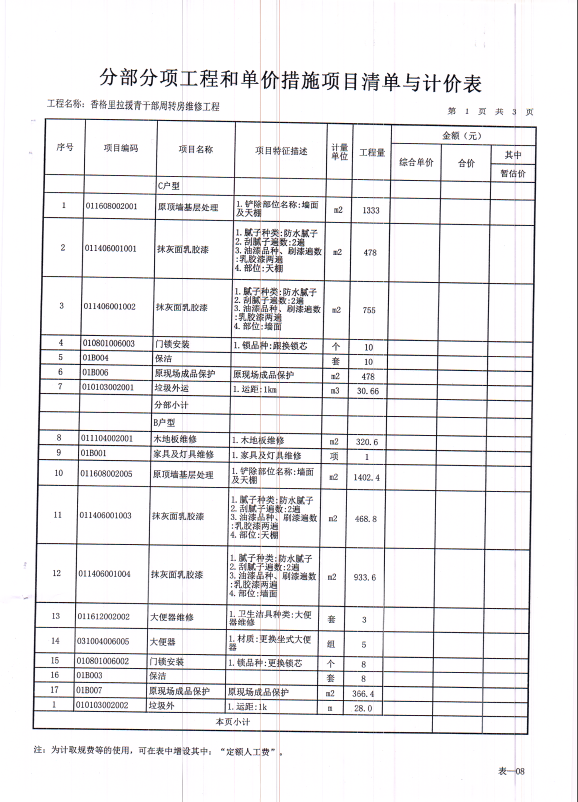 分部分项工程和单价措施项目清单与计价表
工程名称: 香格里拉援青干部周转房维修工程
第 1 页 共 3 页
序号 项目编码 项目名称 项目特征描述 计量单位 工程量 金额(元)
综合单价 合价 其中
暂估价
C户型
1 011608002001 原顶墙基层处理 1.铲除部位名称:墙面及天棚 m2 1333
2 011406001001 抹灰面乳胶漆 1.腻子种类:防水腻子
2.刮腻子遍数:2遍
3.油漆品种、刷漆遍数
:乳胶漆两遍
4.部位:天棚 m2 478
3 011406001002 抹灰面乳胶漆 1.腻子种类:防水腻子
2.刮腻子遍数:2遍
3.油漆品种、刷漆遍数
:乳胶漆两遍
4.部位:墙面 m2 755
4 010801006003 门锁安装 1.锁品种:跟换锁芯 个 10
5 01B004 保洁 套 10
6 01B006 原现场成品保护 原现场成品保护 m2 478
7 010103002001 垃圾外运 1.运距:1km m3 30.66
分部小计
B户型
8 011104002001 木地板维修 1.木地板维修 m2 320.6
9 01B001 家具及灯具维修 1.家具及灯具维修 项 1
10 011608002005 原顶墙基层处理 1.铲除部位名称:墙面及天棚 m2 1402.4
11 011406001003 抹灰面乳胶漆 1.腻子种类:防水腻子
2.刮腻子遍数:2遍
3.油漆品种、刷漆遍数
:乳胶漆两遍
4.部位:天棚 m2 468.8
12 011406001004 抹灰面乳胶漆 1.腻子种类:防水腻子
2.刮腻子遍数:2遍
3.油漆品种、刷漆遍数
:乳胶漆两遍
4.部位:墙面 m2 933.6
13 011612002002 大便器维修 1.卫生洁具种类:大便器维修 套 3
14 031004006005 大便器 1.材质:更换坐式大便器 组 5
15 010801006002 门锁安装 1.锁品种:更换锁芯 个 8
16 01B003 保洁 套 8
17 01B007 原现场成品保护 原现场成品保护 m2 366.4
1 010103002002 垃圾外 1.运距:1k m 28.0
本页小计
注: 为计取规费等的使用,可在表中增设其中: “定额人工费”。
表—08